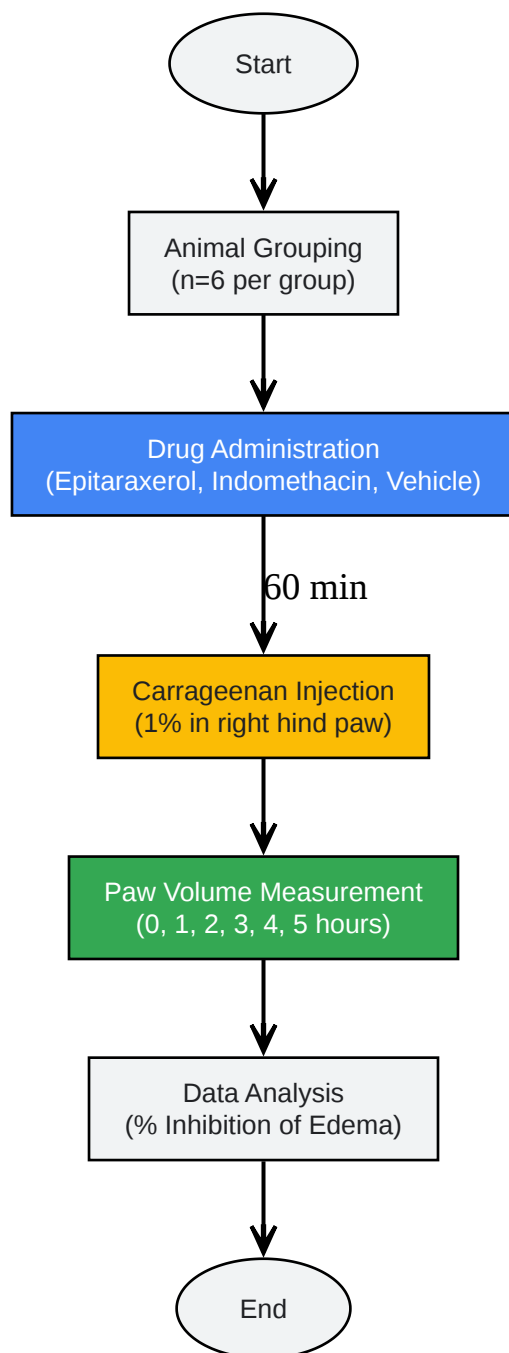 Start
Animal Grouping
(n=6 per group)
Drug Administration
(Epitaraxerol, Indomethacin, Vehicle)
60 min
Carrageenan Injection
(1% in right hind paw)
Paw Volume Measurement
(0, 1, 2, 3, 4, 5 hours)
Data Analysis
(% Inhibition of Edema)
End